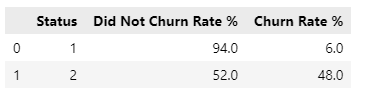 Status Did Not Churn Rate % Churn Rate %
0 1 94.0 6.0
1 2 52.0 48.0